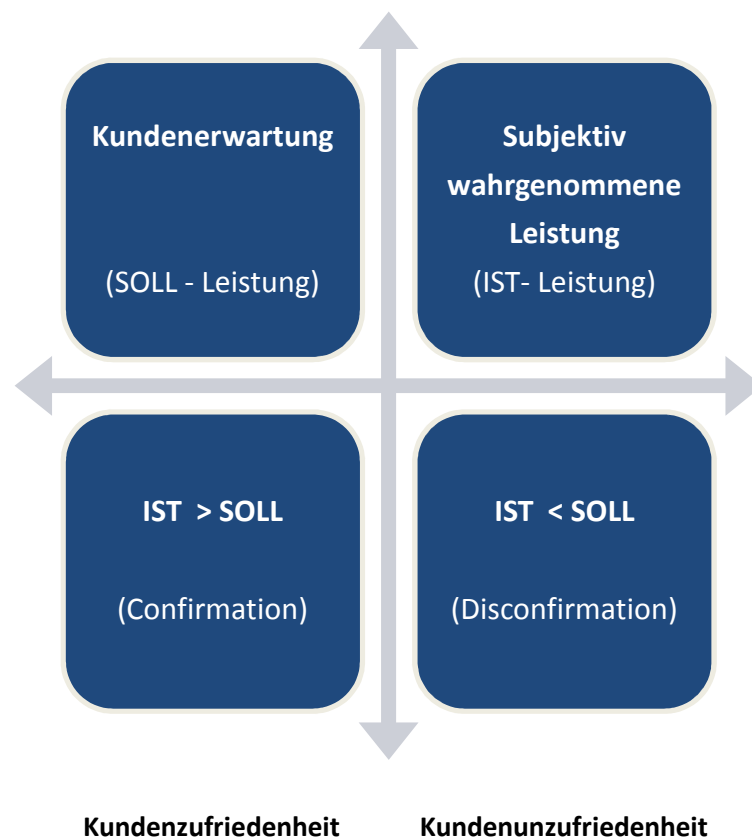 Kundenerwartung
(SOLL - Leistung)
Subjektiv
wahrgenommene
Leistung
(IST- Leistung)
IST > SOLL
(Confirmation)
IST < SOLL
(Disconfirmation)
Kundenzufriedenheit
Kundenunzufriedenheit